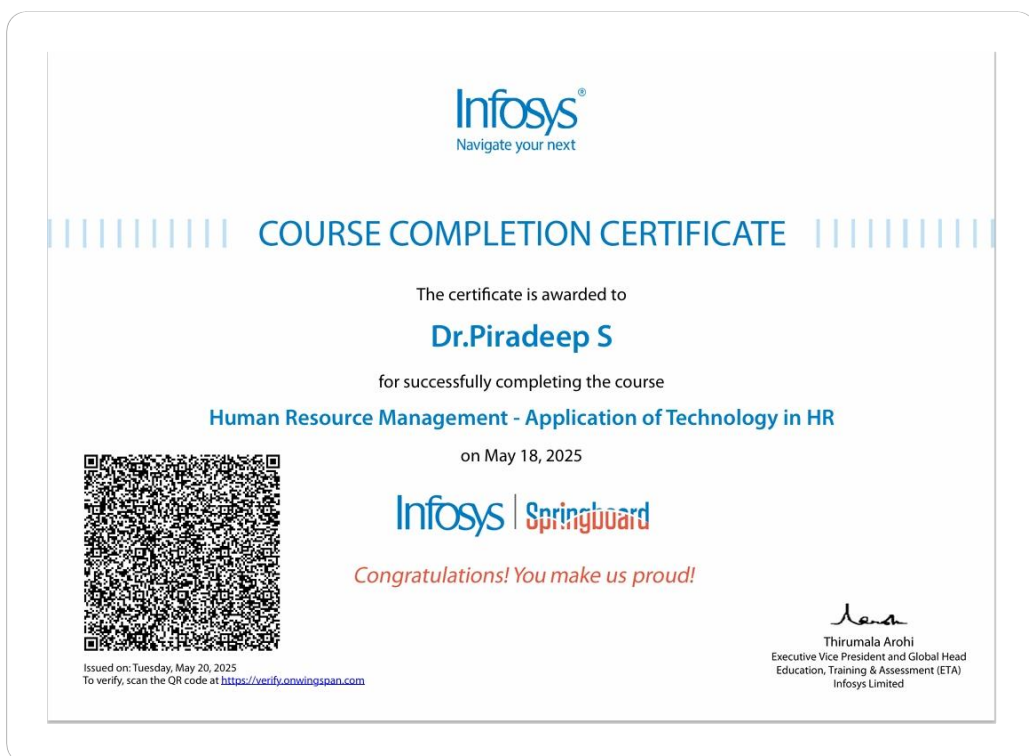 Infosys®
Navigate your next
COURSE COMPLETION CERTIFICATE
The certificate is awarded to
Dr.Piradeep S
for successfully completing the course
Human Resource Management - Application of Technology in HR
on May 18, 2025
Infosys | Springboard
Congratulations! You make us proud!
Issued on: Tuesday, May 20, 2025
To verify, scan the QR code at https://verify.onwingspan.com
Thirumala Arohi
Executive Vice President and Global Head
Education, Training & Assessment (ETA)
Infosys Limited